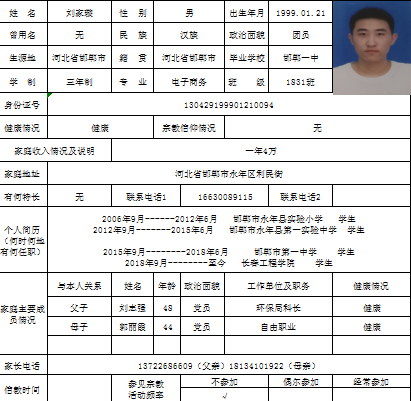 姓 名 刘家毅 性 别 男 出生年月 1999.01.21
曾用名 无 民 族 汉族 政治面貌 团员
生源地 河北省邯郸市 籍 贯 河北省邯郸市 毕业学校 邯郸一中
学 制 三年制 专 业 电子商务 班 级 1831班
身份证号 130429199901210094
健康情况 健康 宗教信仰情况 无
家庭收入情况及说明 一年4万
家庭地址 河北省邯郸市永年区利民街
有何特长 无 联系电话1 16630089115 联系电话2
个人简历（何时何地有何任职）
2006年9月------2012年6月 邯郸市永年县实验小学 学生
2012年9月------2015年6月 邯郸市永年县第一实验中学 学生
2015年9月-------2018年6月 邯郸市第一中学 学生
2018年9月--------至今 长春工程学院 学生
家庭主要成员情况
与本人关系 姓名 年龄 政治面貌 工作单位及职务 健康情况
父子 刘志强 48 党员 环保局科长 健康
母子 郭丽霞 44 党员 自由职业 健康
家长电话 13722686609（父亲）18134101922（母亲）
信教时间 参见宗教活动频率 不参加 偶尔参加 经常参加
√